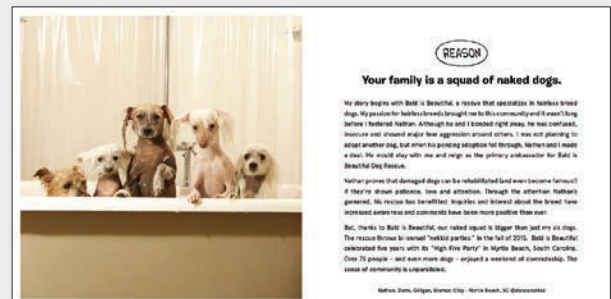 REASON
Your family is a squad of naked dogs.
My story begins with Bald is Beautiful, a rescue that specializes in hairless breed
dogs. My passion for hairless breeds brought me to this community and it wasn't long
before I fostered Nathan. Although he and I bonded right away, he was confused,
insecure and showed major fear aggression around others. I was not planning to
adopt another dog, but when his pending adoption fell through, Nathan and I made
a deal. He would stay with me and reign as the primary ambassador for Bald is
Beautiful Dog Rescue.
Nathan proves that damaged dogs can be rehabilitated (and even become famous!)
if they're shown patience, love and attention. Through the attention Nathan's
garnered, his rescue has benefitted. Inquiries and interest about the breed have
increased awareness and comments have been more positive than ever.
But, thanks to Bald is Beautiful, our naked squad is bigger than just my six dogs.
The rescue throws bi-annual "nekkid parties." In the fall of 2015, Bald is Beautiful
celebrated five years with its "High Five Party" in Myrtle Beach, South Carolina.
Over 75 people – and even more dogs – enjoyed a weekend of comradeship. The
sense of community is unparalleled.
Nathan, Gilligan, Kramer, Chip - Myrtle Beach, SC